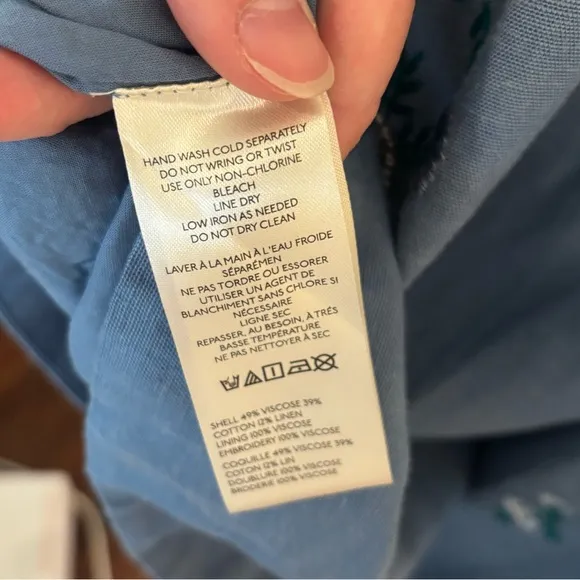 HAND WASH COLD SEPARATELY
DO NOT WRING OR TWIST
USE ONLY NON-CHLORINE
BLEACH
LINE DRY
LOW IRON AS NEEDED
DO NOT DRY CLEAN
LAVER À LA MAIN À L'EAU FROIDE
SÉPARÉMEN
NE PAS TORDRE OU ESSORER
UTILISER UN AGENT DE
BLANCHIMENT SANS CHLORE SI
NÉCESSAIRE
LIGNE SEC
REPASSER, AU BESOIN, À TRÈS
BASSE TEMPÉRATURE
NE PAS NETTOYER À SEC
SHELL 49% VISCOSE 39%
COTTON 12% LINEN
LINING 100% VISCOSE
EMBROIDERY 100% VISCOSE
COQUILLE 49% VISCOSE 39%
COTON 12% LIN
DOUBLURE 100% VISCOSE
BRODERIE 100% VISCOSE